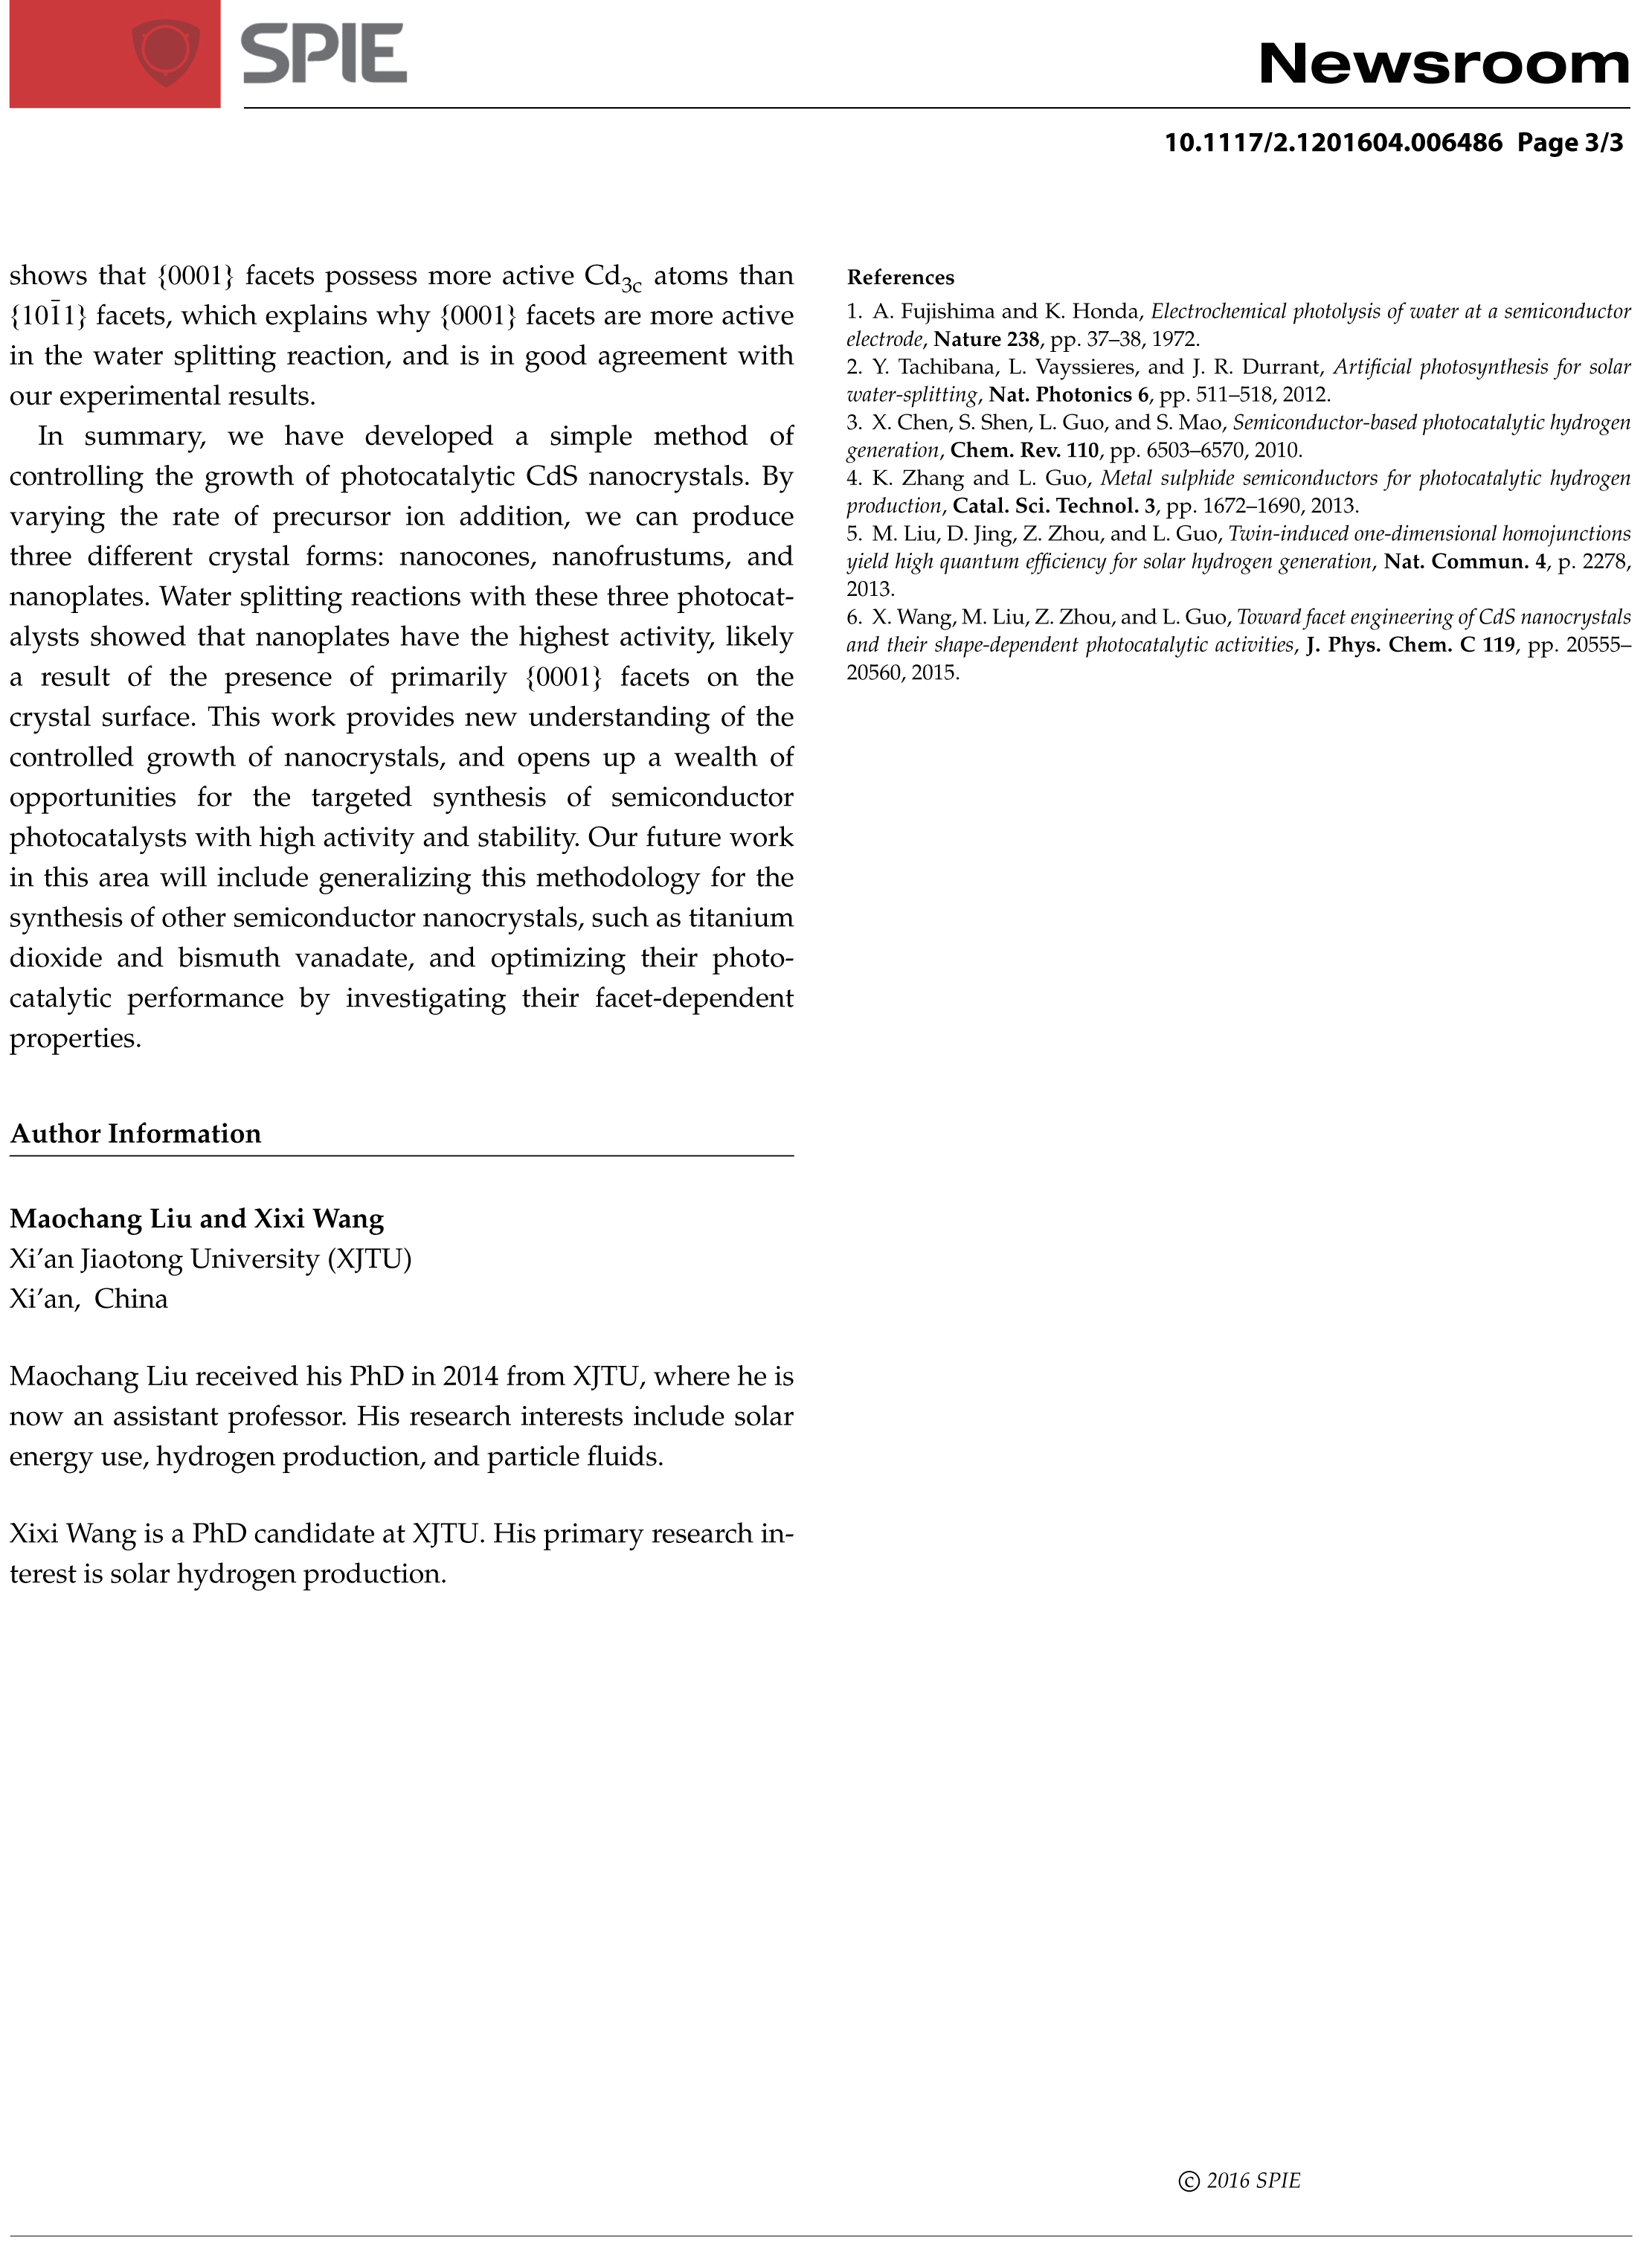 SPIE
Newsroom
10.1117/2.1201604.006486 Page 3/3
shows that {0001} facets possess more active Cd3c atoms than
{101̄1} facets, which explains why {0001} facets are more active
in the water splitting reaction, and is in good agreement with
our experimental results.
In summary, we have developed a simple method of
controlling the growth of photocatalytic CdS nanocrystals. By
varying the rate of precursor ion addition, we can produce
three different crystal forms: nanocones, nanofrustums, and
nanoplates. Water splitting reactions with these three photocat-
alysts showed that nanoplates have the highest activity, likely
a result of the presence of primarily {0001} facets on the
crystal surface. This work provides new understanding of the
controlled growth of nanocrystals, and opens up a wealth of
opportunities for the targeted synthesis of semiconductor
photocatalysts with high activity and stability. Our future work
in this area will include generalizing this methodology for the
synthesis of other semiconductor nanocrystals, such as titanium
dioxide and bismuth vanadate, and optimizing their photo-
catalytic performance by investigating their facet-dependent
properties.
Author Information
Maochang Liu and Xixi Wang
Xi’an Jiaotong University (XJTU)
Xi’an, China
Maochang Liu received his PhD in 2014 from XJTU, where he is
now an assistant professor. His research interests include solar
energy use, hydrogen production, and particle fluids.
Xixi Wang is a PhD candidate at XJTU. His primary research in-
terest is solar hydrogen production.
References
1. A. Fujishima and K. Honda, Electrochemical photolysis of water at a semiconductor
electrode, Nature 238, pp. 37–38, 1972.
2. Y. Tachibana, L. Vayssieres, and J. R. Durrant, Artificial photosynthesis for solar
water-splitting, Nat. Photonics 6, pp. 511–518, 2012.
3. X. Chen, S. Shen, L. Guo, and S. Mao, Semiconductor-based photocatalytic hydrogen
generation, Chem. Rev. 110, pp. 6503–6570, 2010.
4. K. Zhang and L. Guo, Metal sulphide semiconductors for photocatalytic hydrogen
production, Catal. Sci. Technol. 3, pp. 1672–1690, 2013.
5. M. Liu, D. Jing, Z. Zhou, and L. Guo, Twin-induced one-dimensional homojunctions
yield high quantum efficiency for solar hydrogen generation, Nat. Commun. 4, p. 2278,
2013.
6. X. Wang, M. Liu, Z. Zhou, and L. Guo, Toward facet engineering of CdS nanocrystals
and their shape-dependent photocatalytic activities, J. Phys. Chem. C 119, pp. 20555–
20560, 2015.
© 2016 SPIE